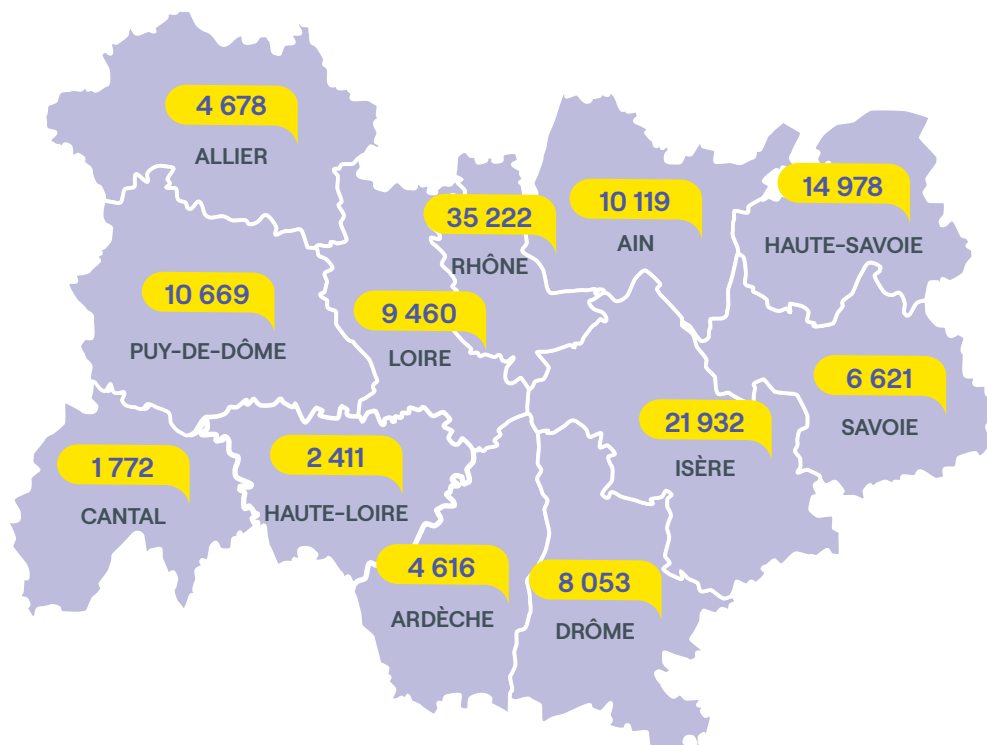 4 678
ALLIER
35 222
RHÔNE
10 119
AIN
14 978
HAUTE-SAVOIE
10 669
PUY-DE-DÔME
9 460
LOIRE
6 621
SAVOIE
21 932
ISÈRE
1 772
CANTAL
2 411
HAUTE-LOIRE
4 616
ARDÈCHE
8 053
DRÔME